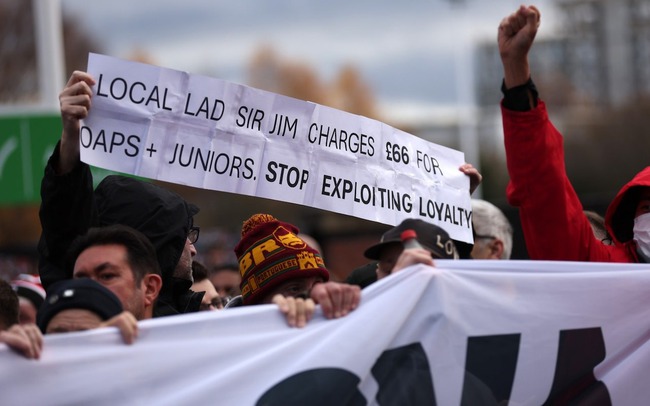 LOCAL LAD SIR JIM CHARGES £66 FOR
OAPS + JUNIORS. STOP EXPLOITING LOYALTY